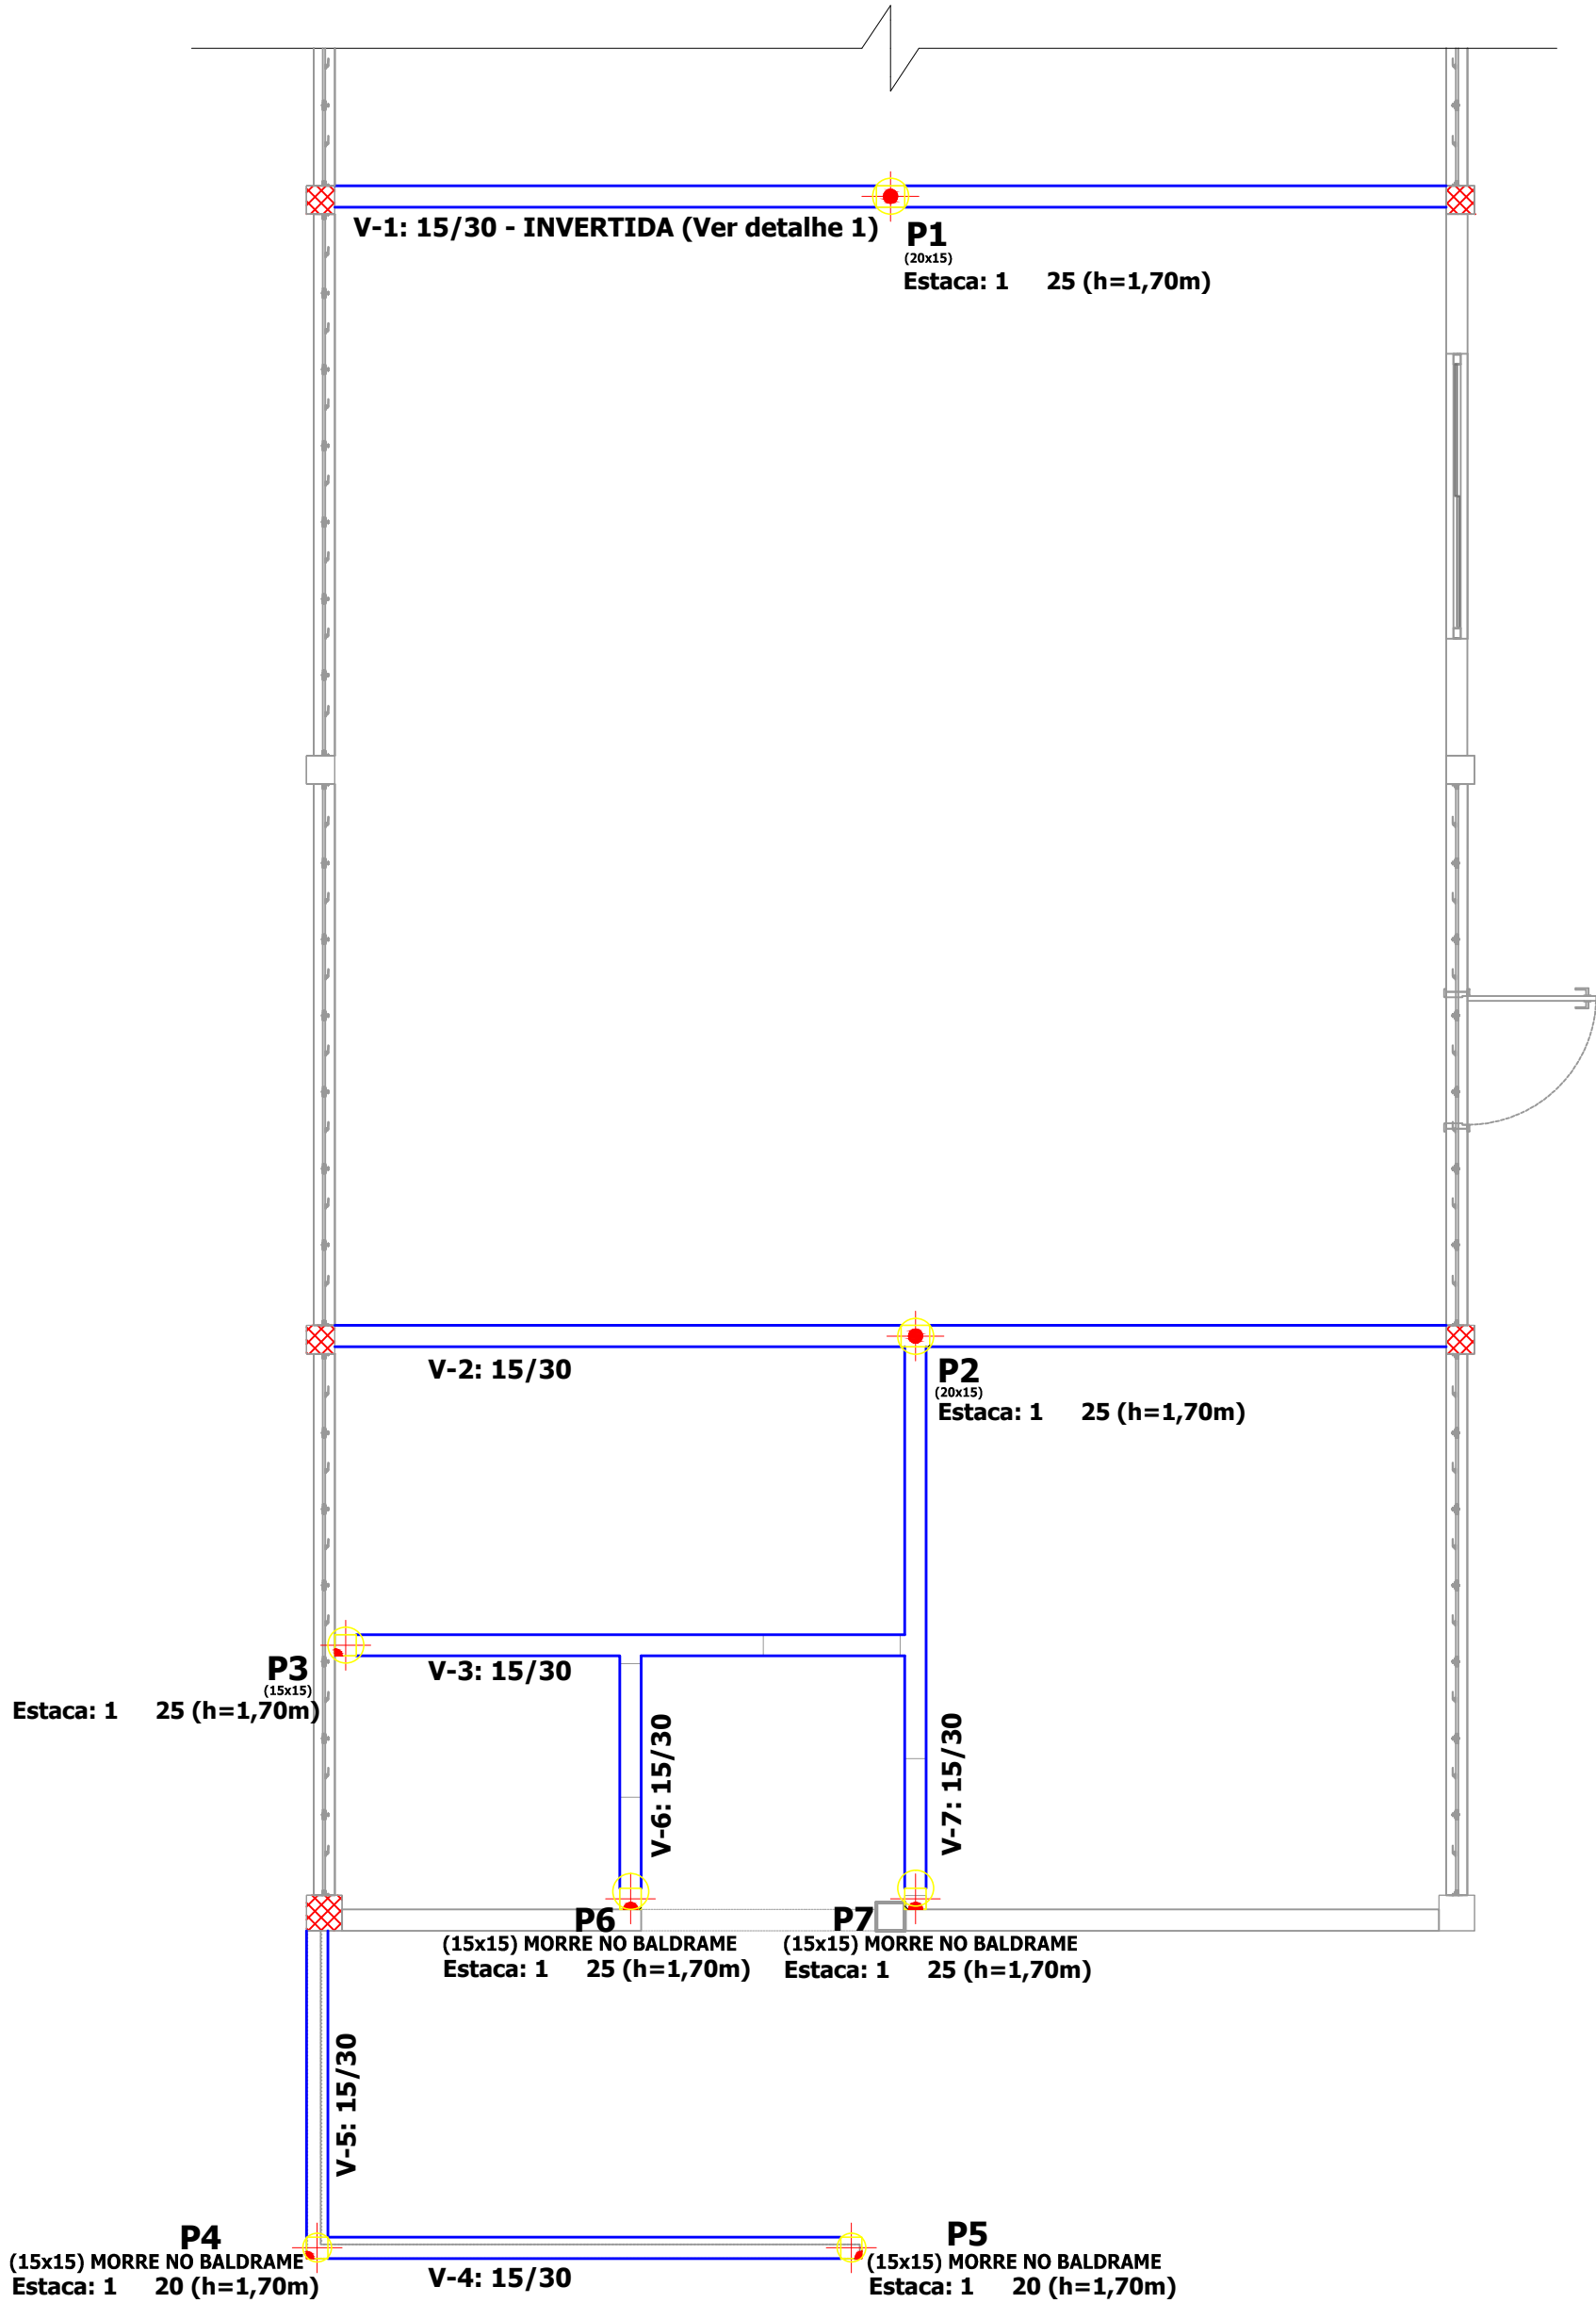 V-1: 15/30 - INVERTIDA (Ver detalhe 1)
P1
(20x15)
Estaca: 1 25 (h=1,70m)
V-2: 15/30
P2
(20x15)
Estaca: 1 25 (h=1,70m)
P3
(15x15)
Estaca: 1 25 (h=1,70m)
V-3: 15/30
V-6: 15/30
V-7: 15/30
P6
(15x15) MORRE NO BALDRAME
Estaca: 1 25 (h=1,70m)
P7
(15x15) MORRE NO BALDRAME
Estaca: 1 25 (h=1,70m)
V-5: 15/30
P4
(15x15) MORRE NO BALDRAME
Estaca: 1 20 (h=1,70m)
V-4: 15/30
P5
(15x15) MORRE NO BALDRAME
Estaca: 1 20 (h=1,70m)